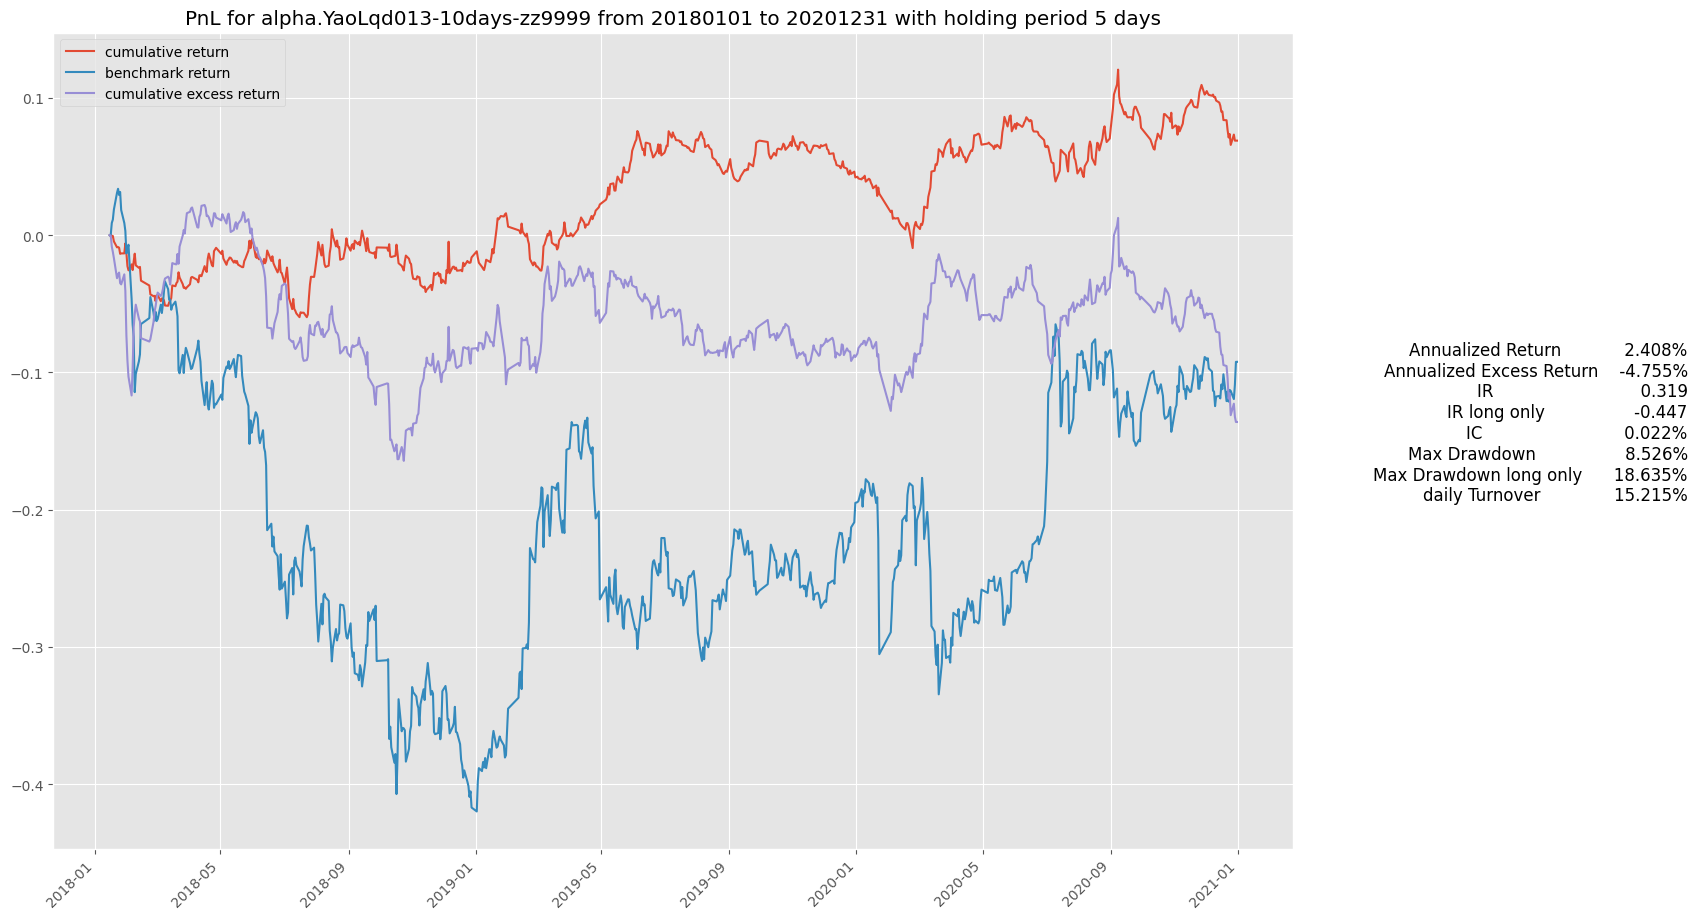 PnL for alpha.YaoLqd013-10days-zz9999 from 20180101 to 20201231 with holding period 5 days
cumulative return
benchmark return
cumulative excess return
0.1
0.0
−0.1
−0.2
−0.3
−0.4
2018-01
2018-05
2018-09
2019-01
2019-05
2019-09
2020-01
2020-05
2020-09
2021-01
Annualized Return 2.408%
Annualized Excess Return -4.755%
IR 0.319
IR long only -0.447
IC 0.022%
Max Drawdown 8.526%
Max Drawdown long only 18.635%
daily Turnover 15.215%